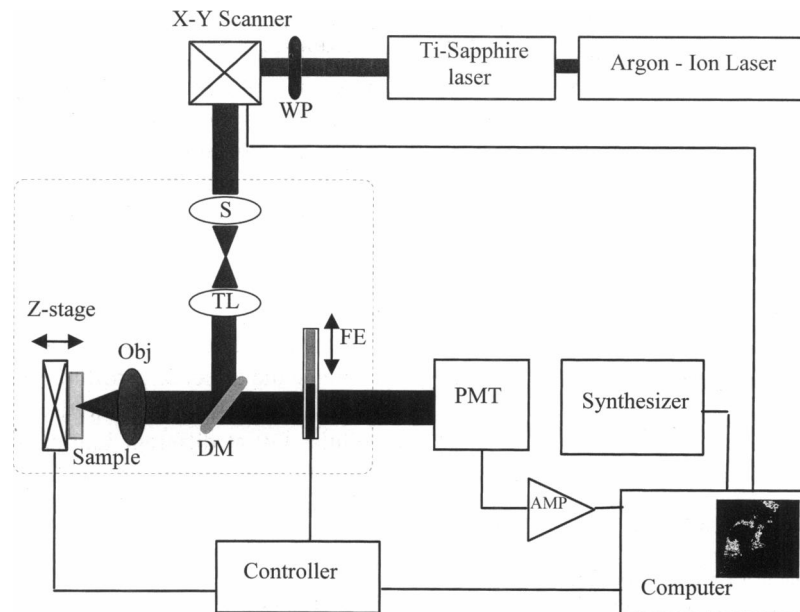 X-Y Scanner
WP
Ti-Sapphire
laser
Argon - Ion Laser
S
TL
Z-stage
FE
Obj
PMT
Synthesizer
Sample
DM
AMP
Controller
Computer